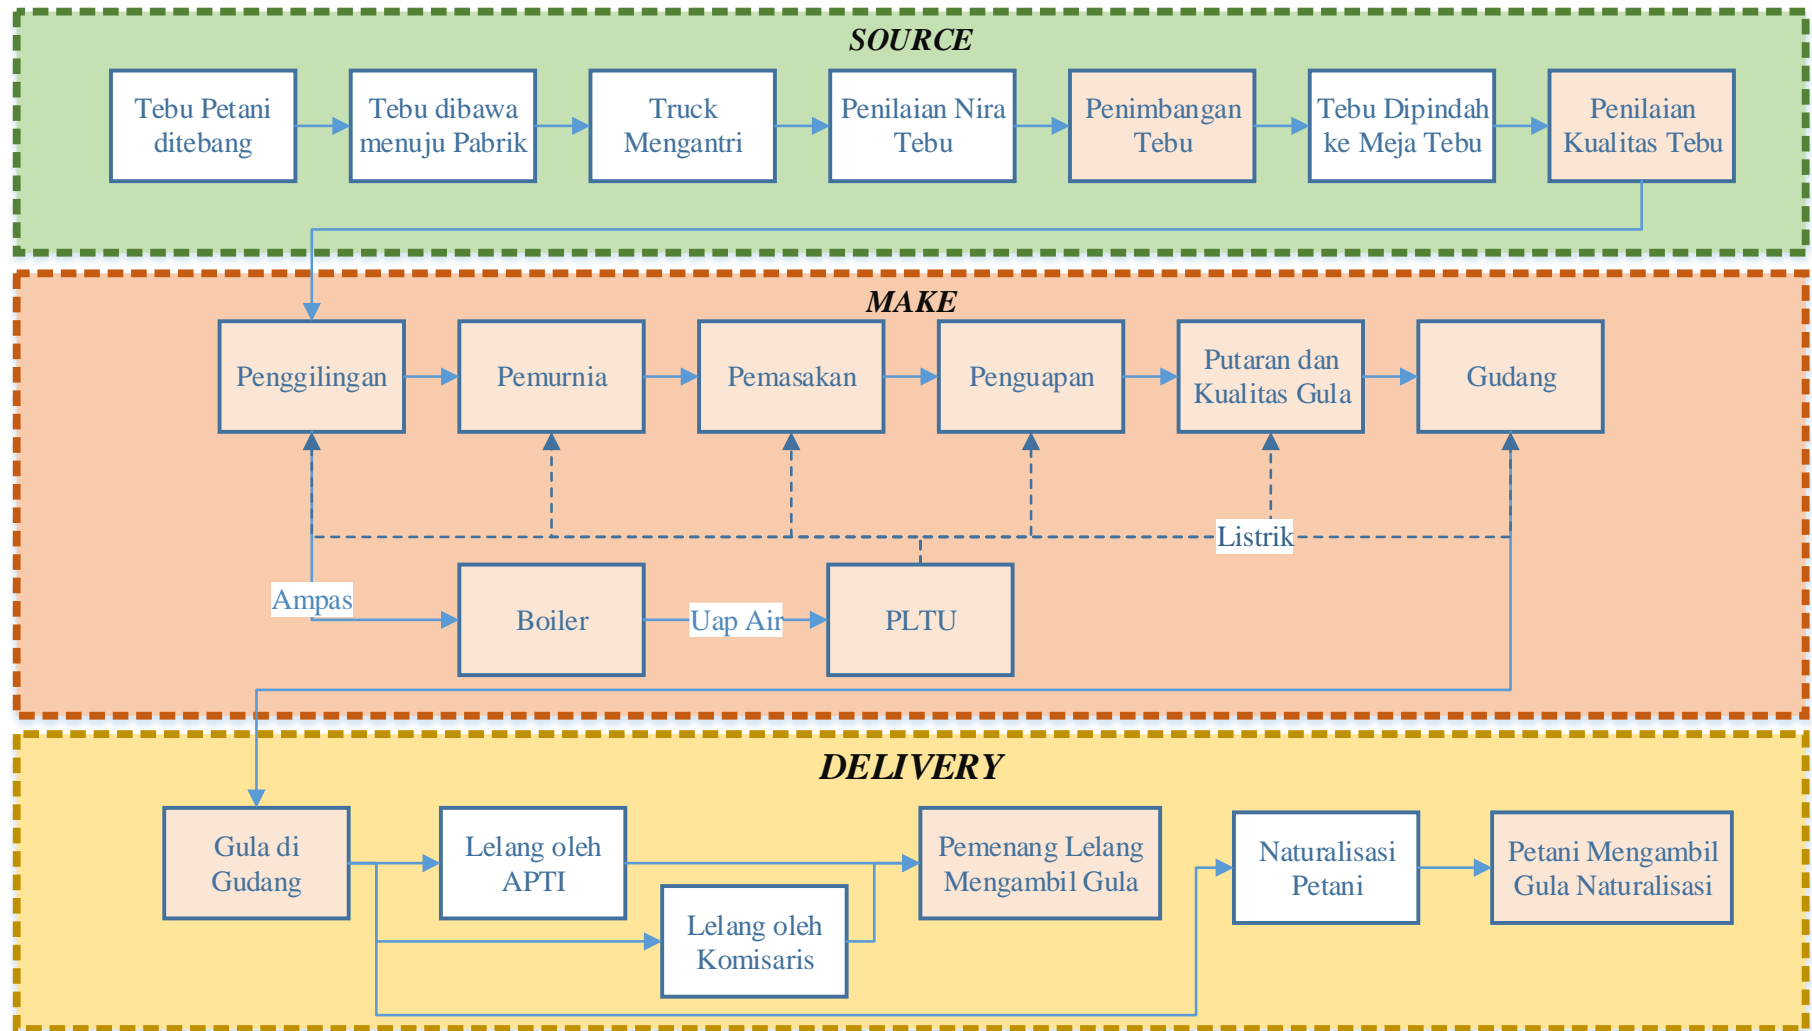 SOURCE
Tebu Petani
ditebang
Tebu dibawa
menuju Pabrik
Truck
Mengantri
Penilaian Nira
Tebu
Penimbangan
Tebu
Tebu Dipindah
ke Meja Tebu
Penilaian
Kualitas Tebu
MAKE
Penggilingan
Pemurnia
Pemasakan
Penguapan
Putaran dan
Kualitas Gula
Gudang
Listrik
Ampas
Boiler
Uap Air
PLTU
DELIVERY
Gula di
Gudang
Lelang oleh
APTI
Lelang oleh
Komisaris
Pemenang Lelang
Mengambil Gula
Naturalisasi
Petani
Petani Mengambil
Gula Naturalisasi